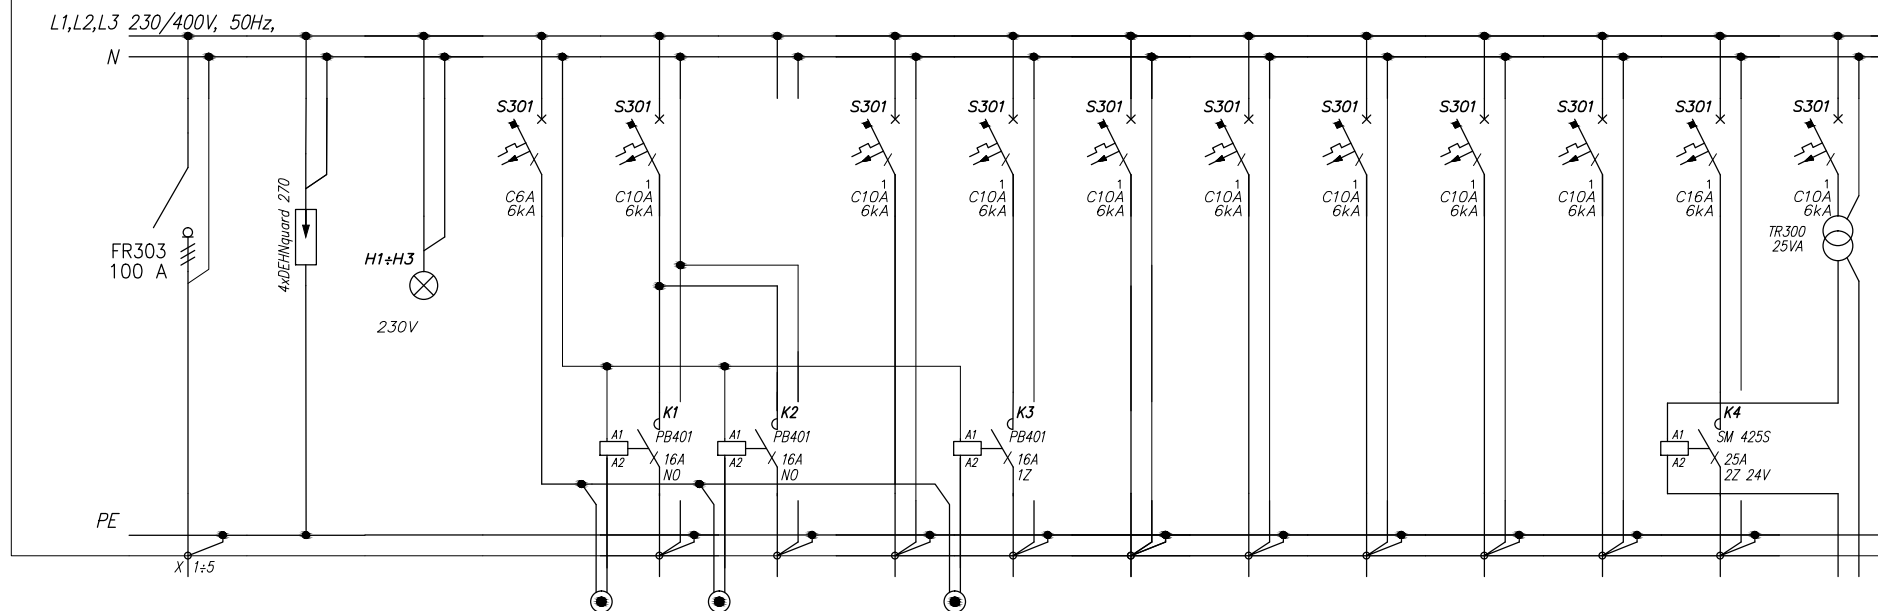 L1,L2,L3 230/400V, 50Hz,
N
S301 S301 S301 S301 S301 S301 S301 S301 S301 S301 S301
C6A
6kA
1
C10A
6kA
1
C10A
6kA
1
C10A
6kA
1
C10A
6kA
1
C10A
6kA
1
C10A
6kA
1
C10A
6kA
1
C10A
6kA
1
C16A
6kA
1
C10A
6kA
FR303
100 A
4xDEHNquard 270
H1÷H3
230V
TR300
25VA
K1
PB401
A1
A2
16A
NO
K2
PB401
A1
A2
16A
NO
K3
PB401
A1
A2
16A
1Z
K4
SM 425S
A1
A2
25A
2Z 24V
PE
X 1÷5